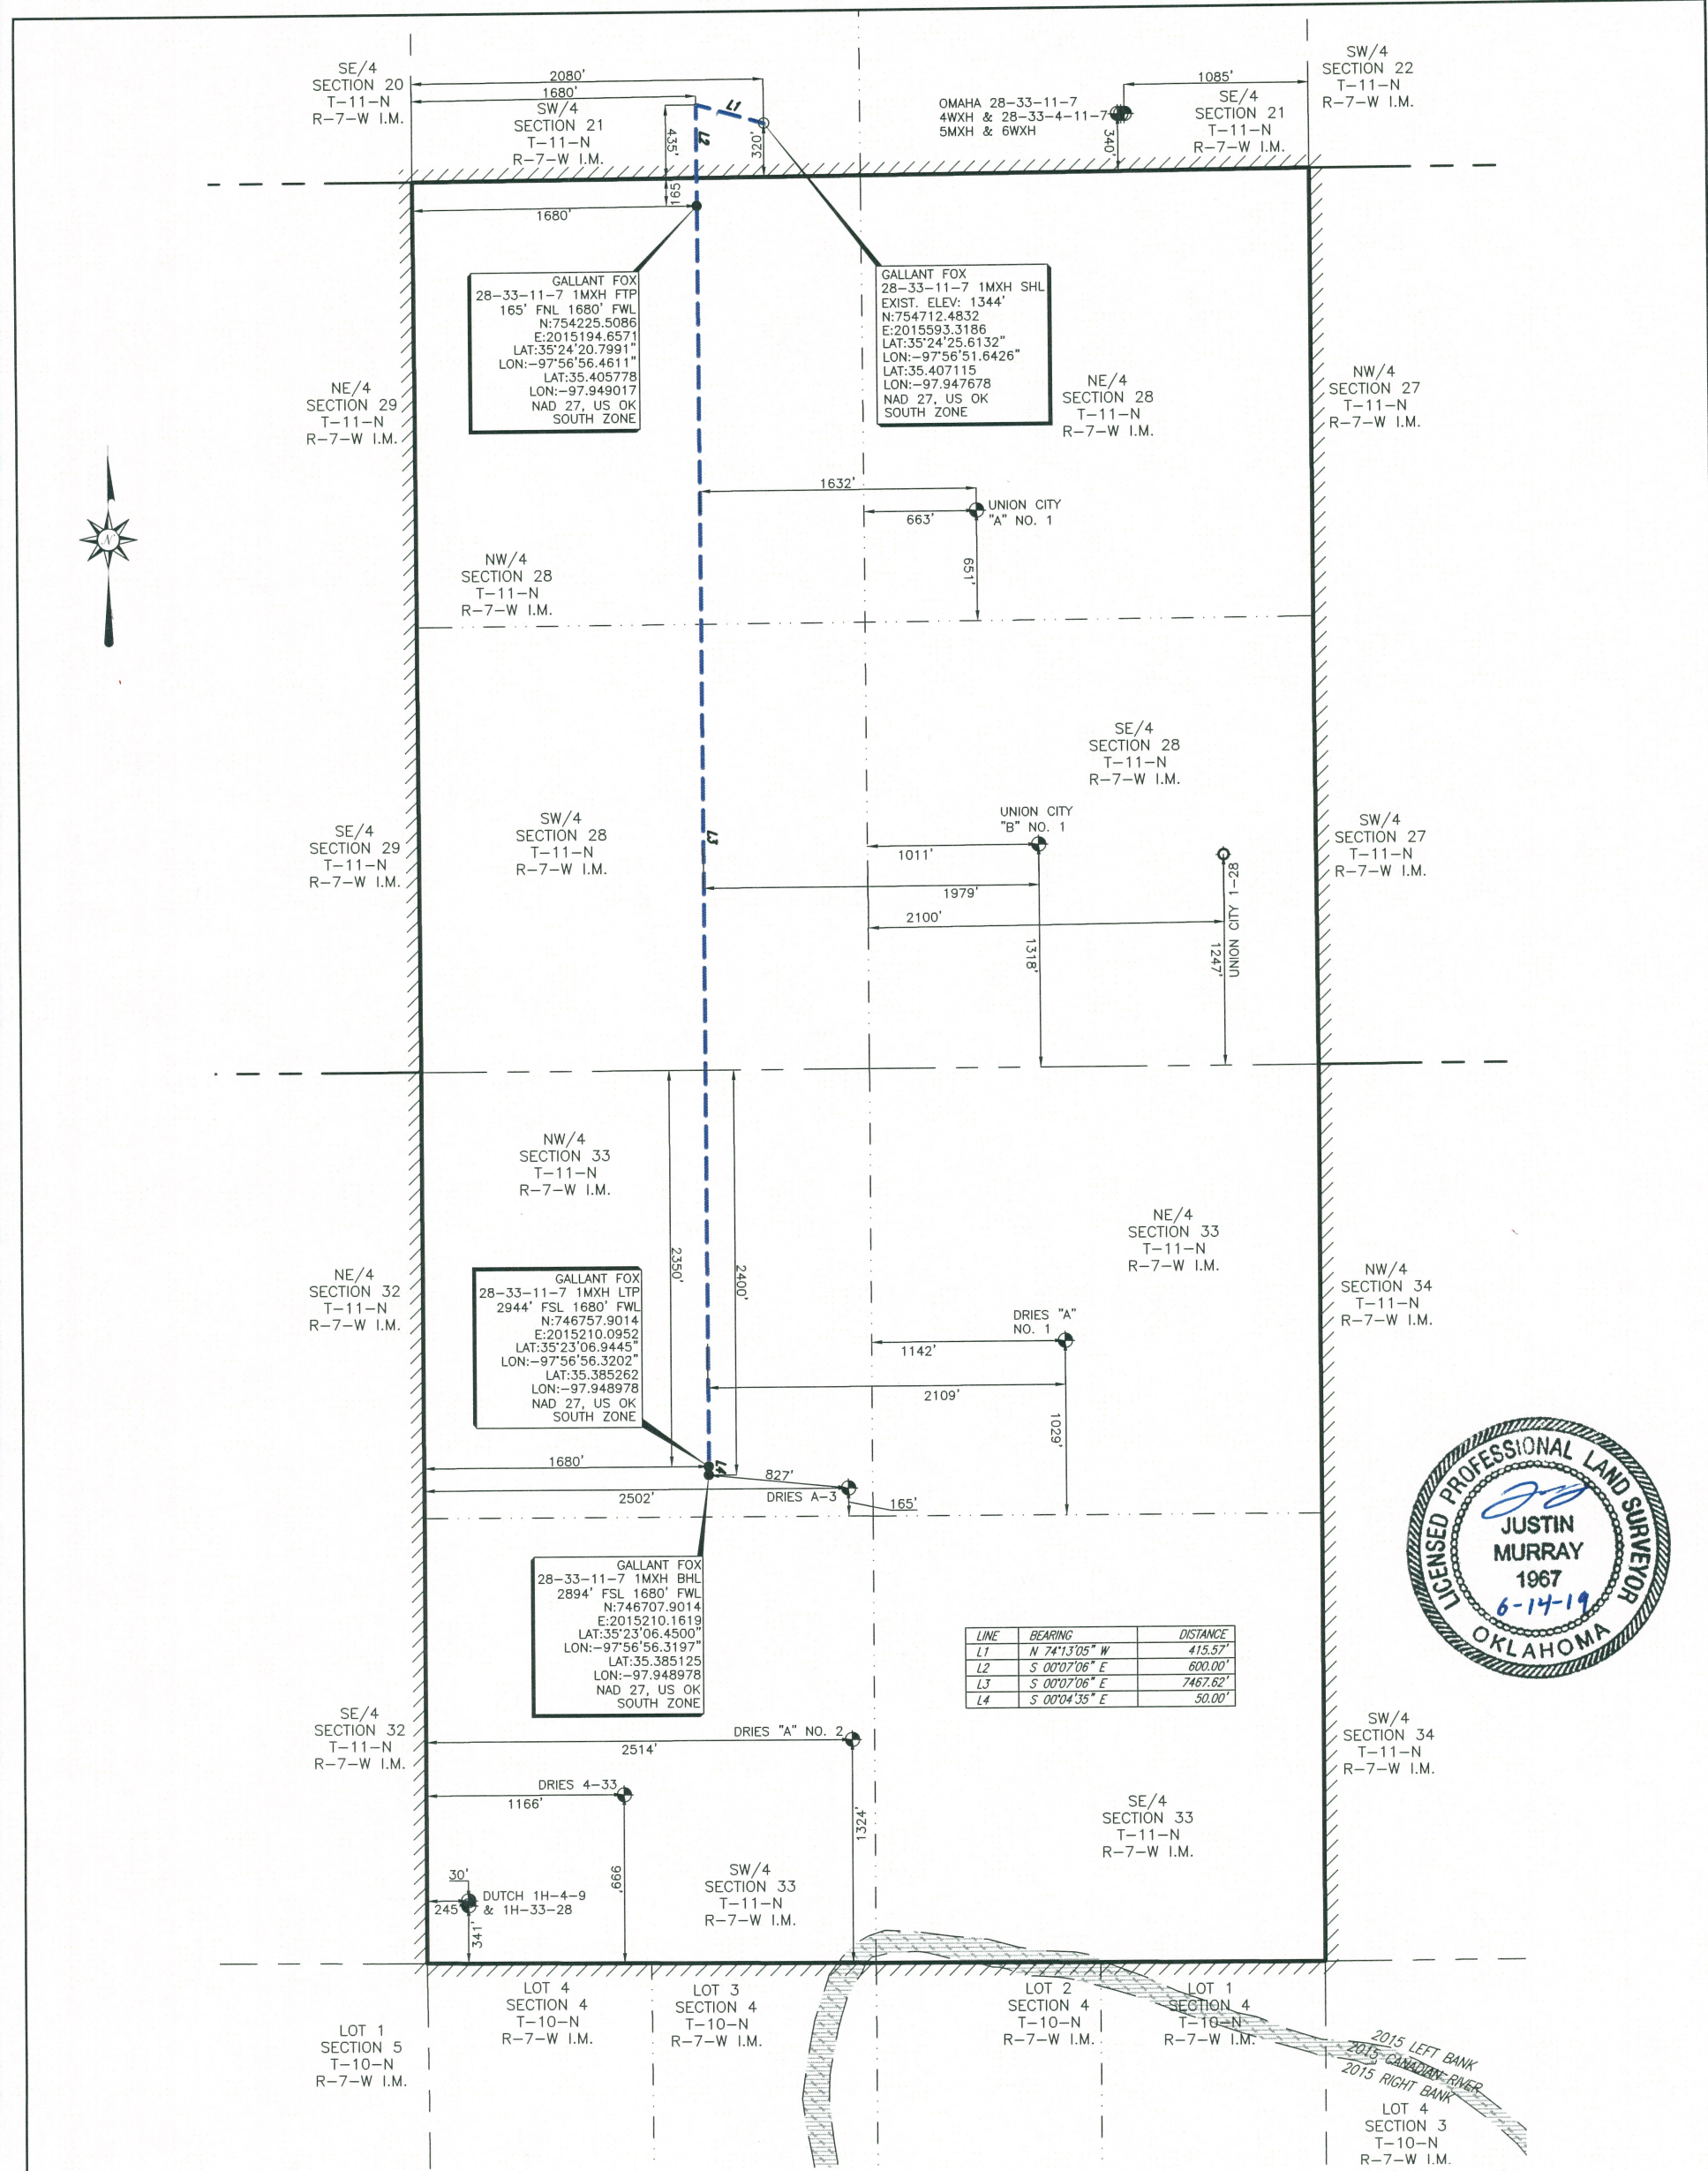 SE/4
SECTION 20
T-11-N
R-7-W I.M.
2080'
1680'
SW/4
SECTION 21
T-11-N
R-7-W I.M.
L1
L2
435'
320'
OMAHA 28-33-11-7
4WXH & 28-33-4-11-7
5MXH & 6WXH
1085'
340'
SE/4
SECTION 21
T-11-N
R-7-W I.M.
SW/4
SECTION 22
T-11-N
R-7-W I.M.
165'
1680'
GALLANT FOX
28-33-11-7 1MXH FTP
165' FNL 1680' FWL
N:754225.5086
E:2015194.6571
LAT:35°24'20.7991"
LON:-97°56'56.4611"
LAT:35.405778
LON:-97.949017
NAD 27, US OK
SOUTH ZONE
GALLANT FOX
28-33-11-7 1MXH SHL
EXIST. ELEV: 1344'
N:754712.4832
E:2015593.3186
LAT:35°24'25.6132"
LON:-97°56'51.6426"
LAT:35.407115
LON:-97.947678
NAD 27, US OK
SOUTH ZONE
NE/4
SECTION 29
T-11-N
R-7-W I.M.
NE/4
SECTION 28
T-11-N
R-7-W I.M.
NW/4
SECTION 27
T-11-N
R-7-W I.M.
N
1632'
663'
UNION CITY
"A" NO. 1
651'
NW/4
SECTION 28
T-11-N
R-7-W I.M.
SE/4
SECTION 28
T-11-N
R-7-W I.M.
SE/4
SECTION 29
T-11-N
R-7-W I.M.
SW/4
SECTION 28
T-11-N
R-7-W I.M.
L3
UNION CITY
"B" NO. 1
1011'
1979'
2100'
1318'
UNION CITY 1-28
1247'
SW/4
SECTION 27
T-11-N
R-7-W I.M.
NW/4
SECTION 33
T-11-N
R-7-W I.M.
2350'
2400'
NE/4
SECTION 33
T-11-N
R-7-W I.M.
NE/4
SECTION 32
T-11-N
R-7-W I.M.
GALLANT FOX
28-33-11-7 1MXH LTP
2944' FSL 1680' FWL
N:746757.9014
E:2015210.0952
LAT:35°23'06.9445"
LON:-97°56'56.3202"
LAT:35.385262
LON:-97.948978
NAD 27, US OK
SOUTH ZONE
DRIES "A"
NO. 1
1142'
2109'
1029'
NW/4
SECTION 34
T-11-N
R-7-W I.M.
1680'
L4
827'
2502'
DRIES A-3
165'
GALLANT FOX
28-33-11-7 1MXH BHL
2894' FSL 1680' FWL
N:746707.9014
E:2015210.1619
LAT:35°23'06.4500"
LON:-97°56'56.3197"
LAT:35.385125
LON:-97.948978
NAD 27, US OK
SOUTH ZONE
LICENSED PROFESSIONAL LAND SURVEYOR
JUSTIN
MURRAY
1967
6-14-19
OKLAHOMA
LINE BEARING DISTANCE
L1 N 74°13'05" W 415.57'
L2 S 00°07'06" E 600.00'
L3 S 00°07'06" E 7467.62'
L4 S 00°04'35" E 50.00'
SE/4
SECTION 32
T-11-N
R-7-W I.M.
DRIES "A" NO. 2
2514'
1324'
DRIES 4-33
1166'
666'
SW/4
SECTION 34
T-11-N
R-7-W I.M.
SE/4
SECTION 33
T-11-N
R-7-W I.M.
SW/4
SECTION 33
T-11-N
R-7-W I.M.
30'
245'
DUTCH 1H-4-9
& 1H-33-28
341'
LOT 4
SECTION 4
T-10-N
R-7-W I.M.
LOT 3
SECTION 4
T-10-N
R-7-W I.M.
LOT 2
SECTION 4
T-10-N
R-7-W I.M.
LOT 1
SECTION 4
T-10-N
R-7-W I.M.
LOT 1
SECTION 5
T-10-N
R-7-W I.M.
2015 LEFT BANK
2015 CANADIAN RIVER
2015 RIGHT BANK
LOT 4
SECTION 3
T-10-N
R-7-W I.M.